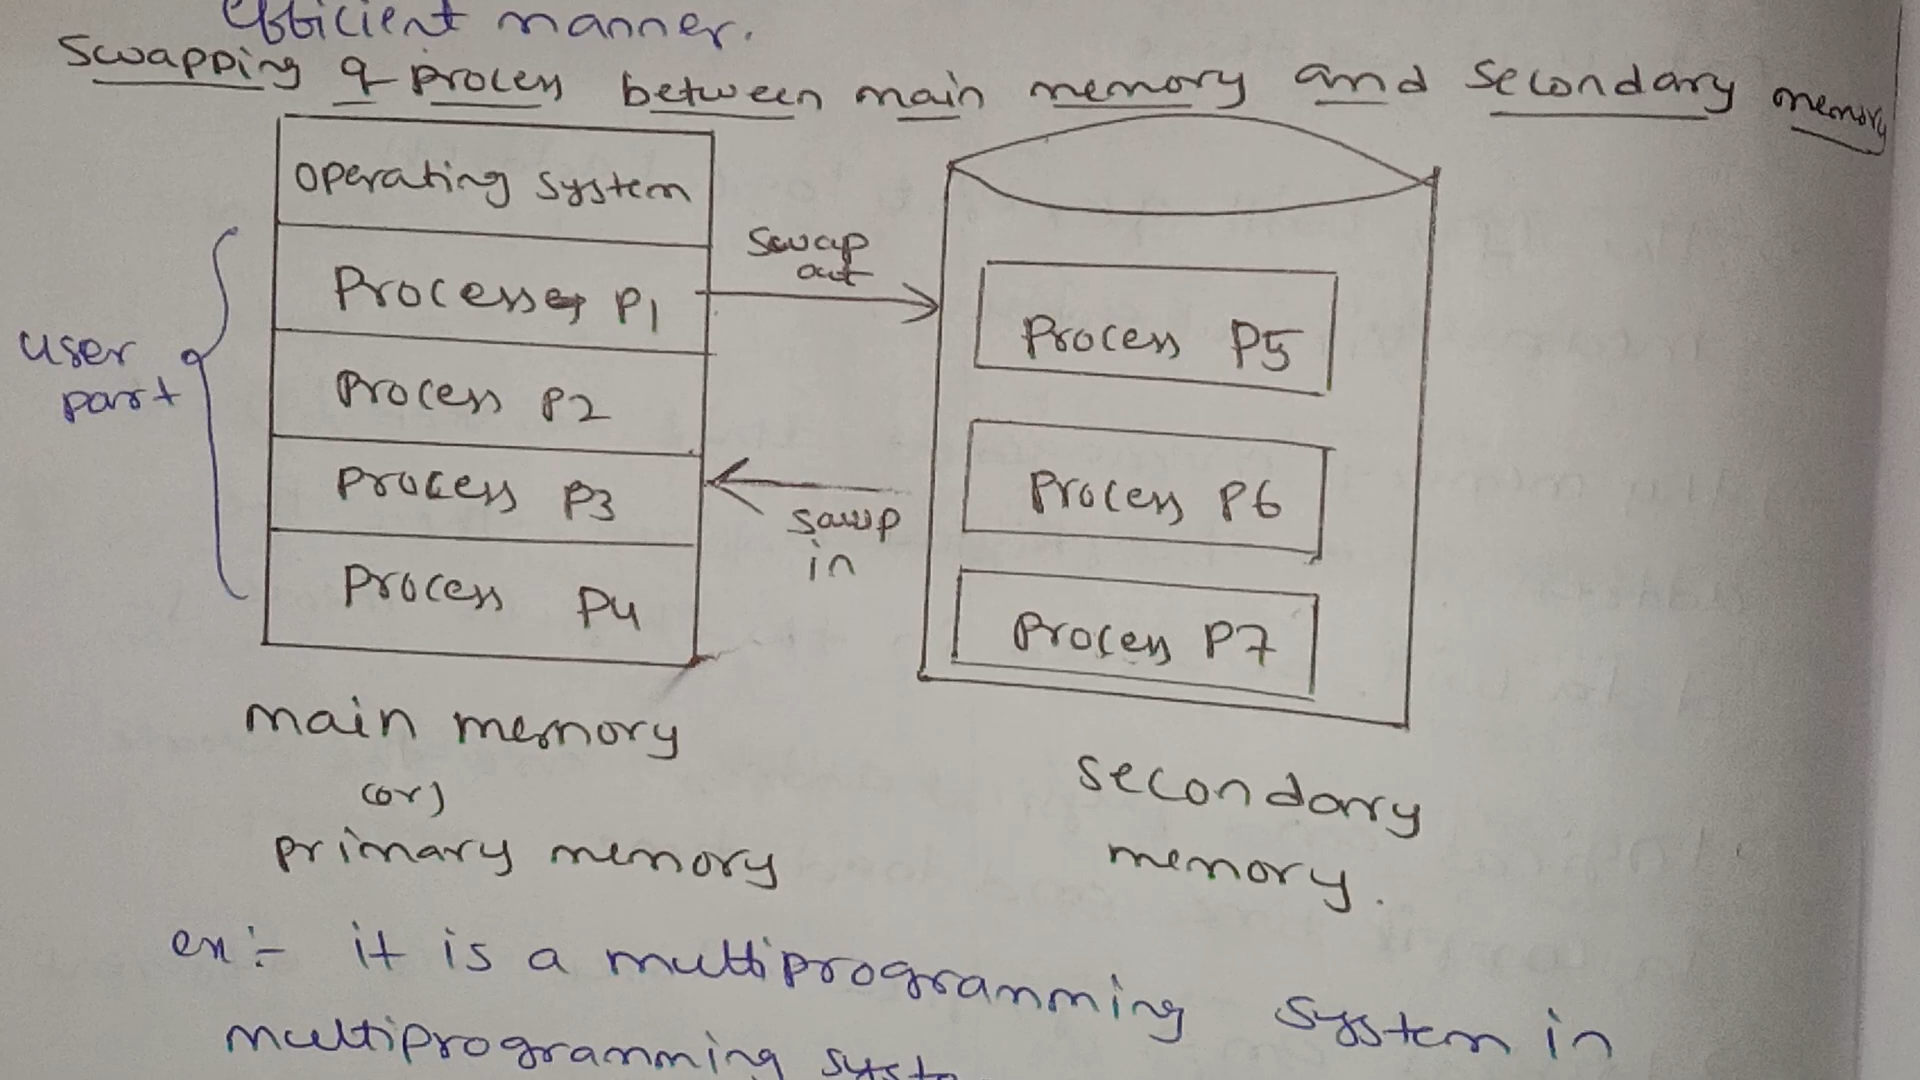 efficient manner.
Swapping of process between main memory and secondary memory
operating system
Process P1
swap
out
user
part
Process P2
Process P3
Process P4
sawp
in
Process P5
Process P6
Process P7
main memory
(or)
primary memory
secondary
memory.
ex:- it is a multiprogramming system in
multiprogramming